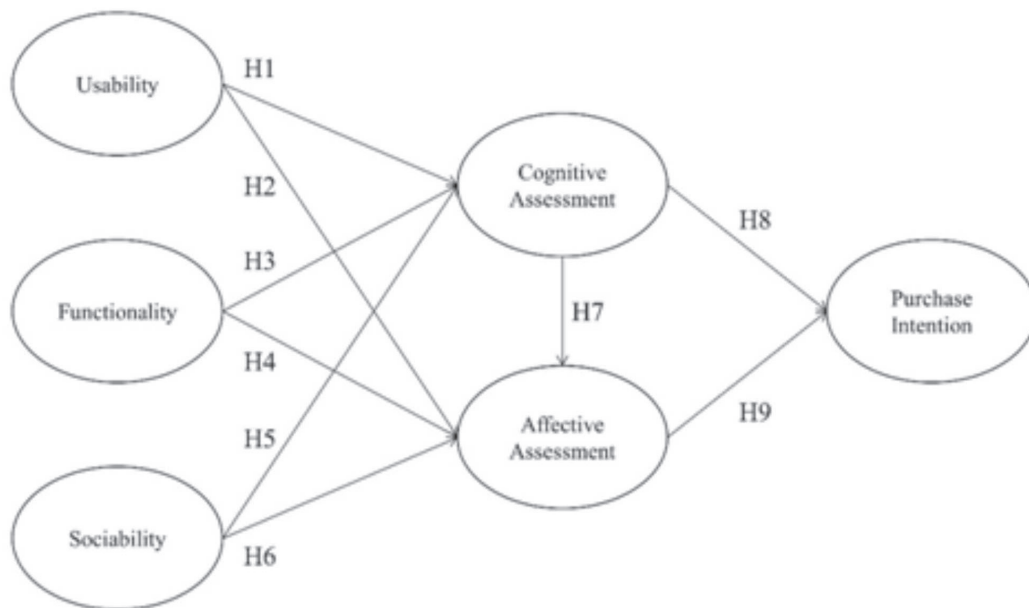 Usability
H1
H2
Cognitive
Assessment
H3
Functionality
H4
H7
H8
Purchase
Intention
H5
Affective
Assessment
H9
Sociability
H6